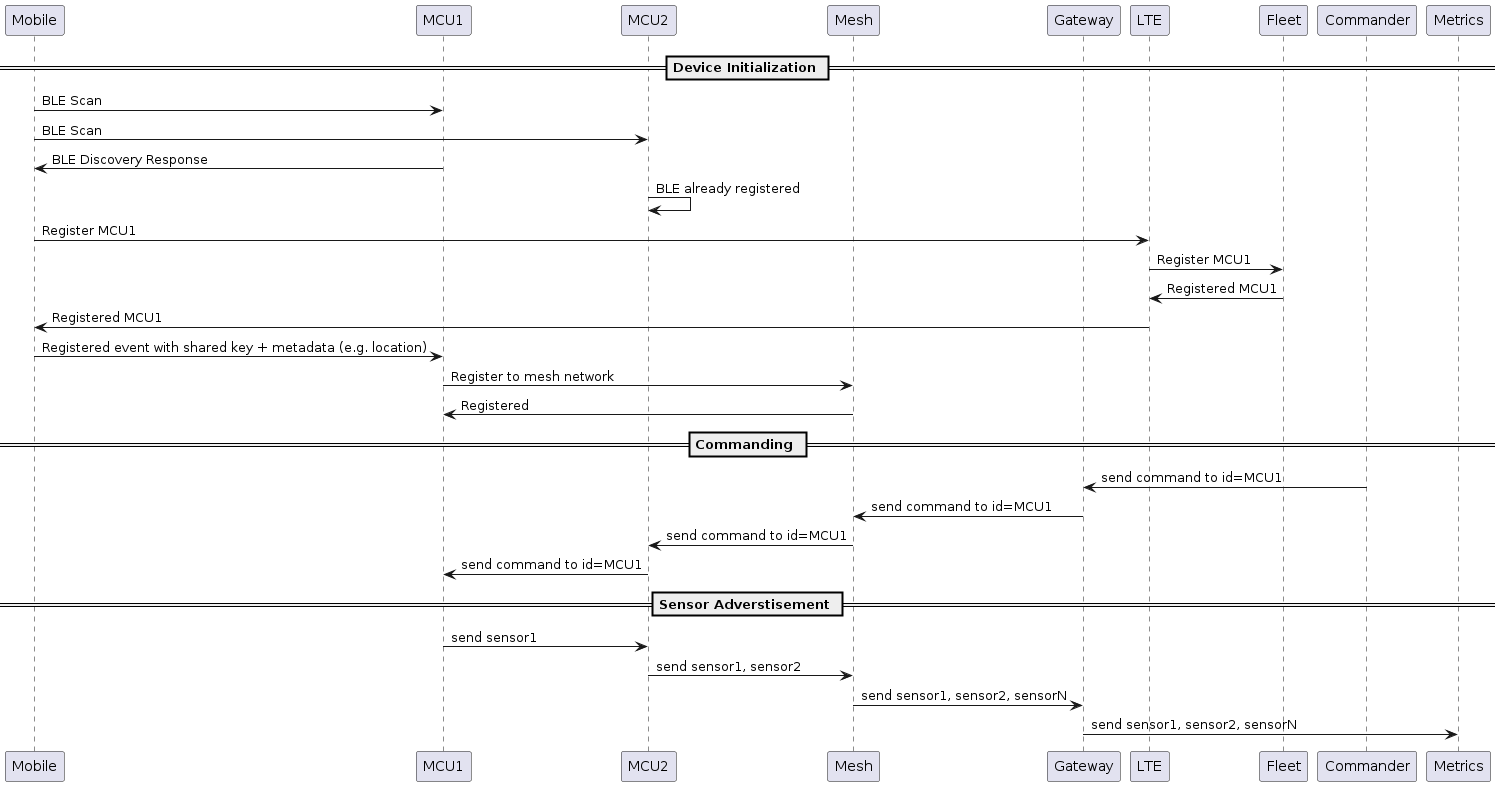 Mobile MCU1 MCU2 Mesh Gateway LTE Fleet Commander Metrics
Device Initialization
BLE Scan
BLE Scan
BLE Discovery Response
BLE already registered
Register MCU1
Register MCU1
Registered MCU1
Registered MCU1
Registered event with shared key + metadata (e.g. location)
Register to mesh network
Registered
Commanding
send command to id=MCU1
send command to id=MCU1
send command to id=MCU1
send command to id=MCU1
Sensor Adverstisement
send sensor1
send sensor1, sensor2
send sensor1, sensor2, sensorN
send sensor1, sensor2, sensorN
Mobile MCU1 MCU2 Mesh Gateway LTE Fleet Commander Metrics